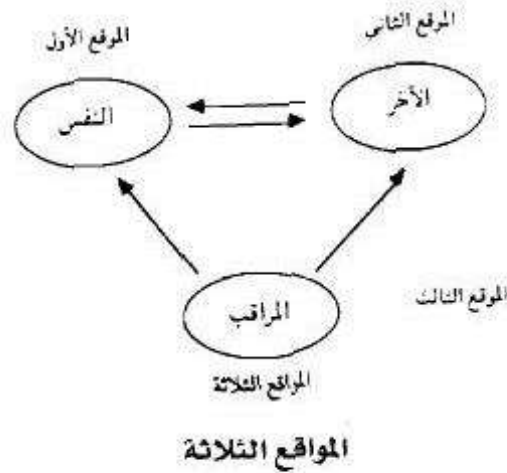 الموقع الأول
الموقع الثاني
النفس
الآخر
المراقب
الموقع الثالث
المواقع الثلاثة
المواقع الثلاثة